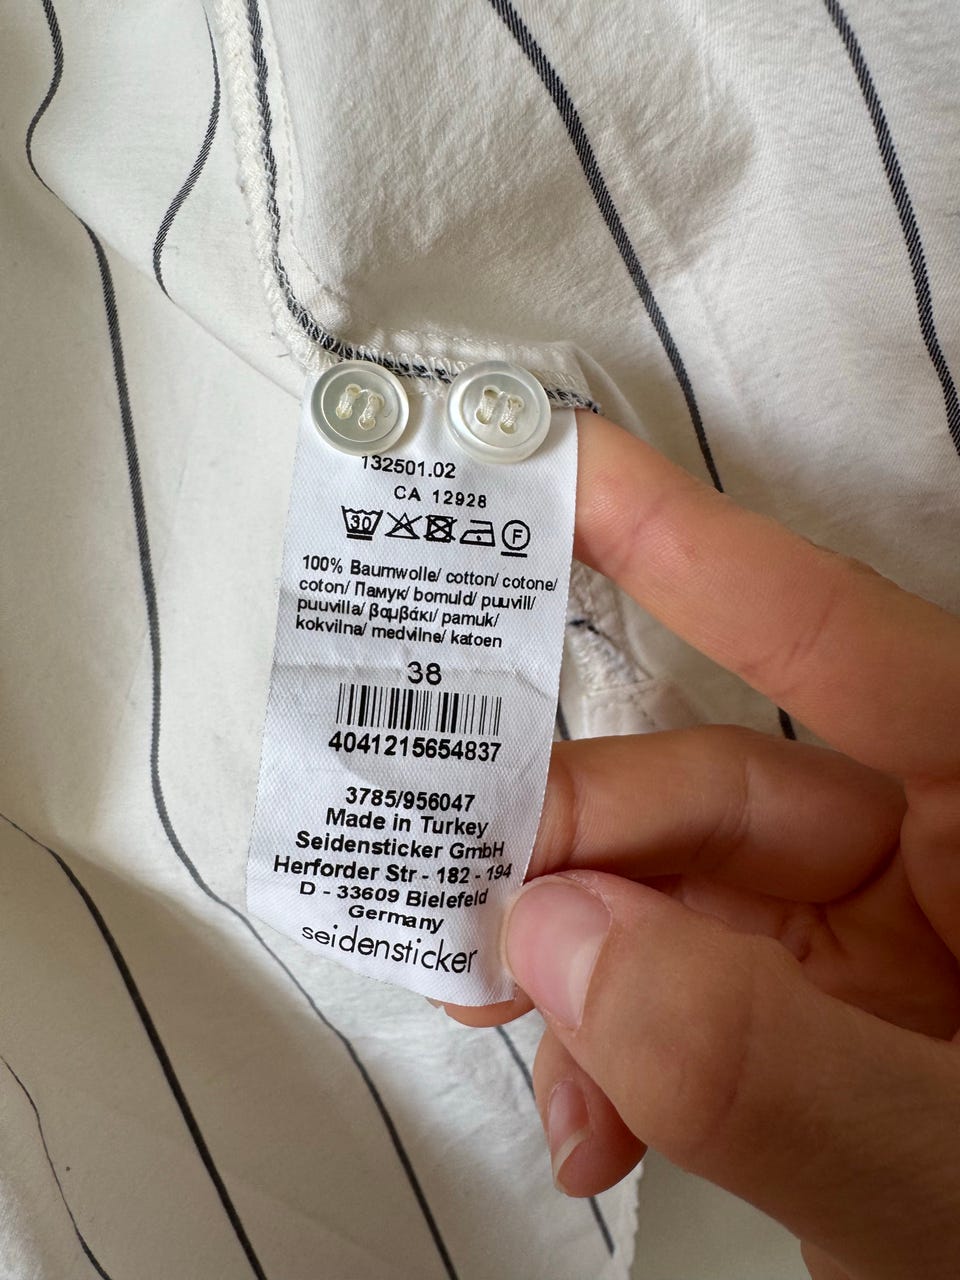 132501.02
CA 12928
30 F
100% Baumwolle/ cotton/ cotone/
coton/ Памук/ bomuld/ puuvill/
puuvilla/ βαμβάκι/ pamuk/
kokvilna/ medvilne/ katoen
38
4041215654837
3785/956047
Made in Turkey
Seidensticker GmbH
Herforder Str - 182 - 194
D - 33609 Bielefeld
Germany
seidensticker